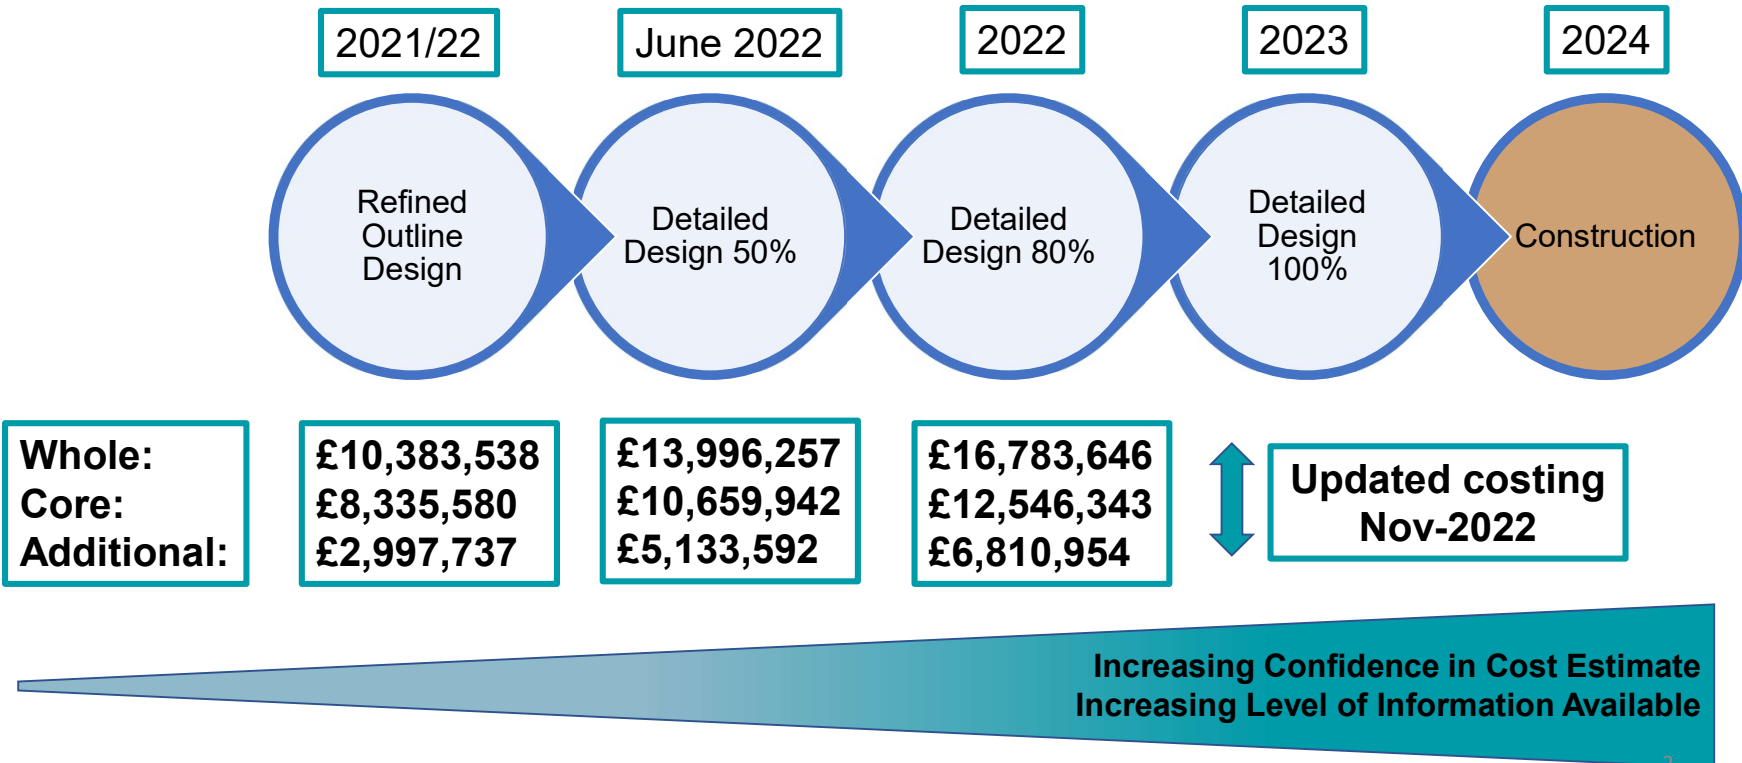 2021/22
June 2022
2022
2023
2024
Refined
Outline
Design
Detailed
Design 50%
Detailed
Design 80%
Detailed
Design
100%
Construction
Whole:
Core:
Additional:
£10,383,538
£8,335,580
£2,997,737
£13,996,257
£10,659,942
£5,133,592
£16,783,646
£12,546,343
£6,810,954
Updated costing
Nov-2022
Increasing Confidence in Cost Estimate
Increasing Level of Information Available